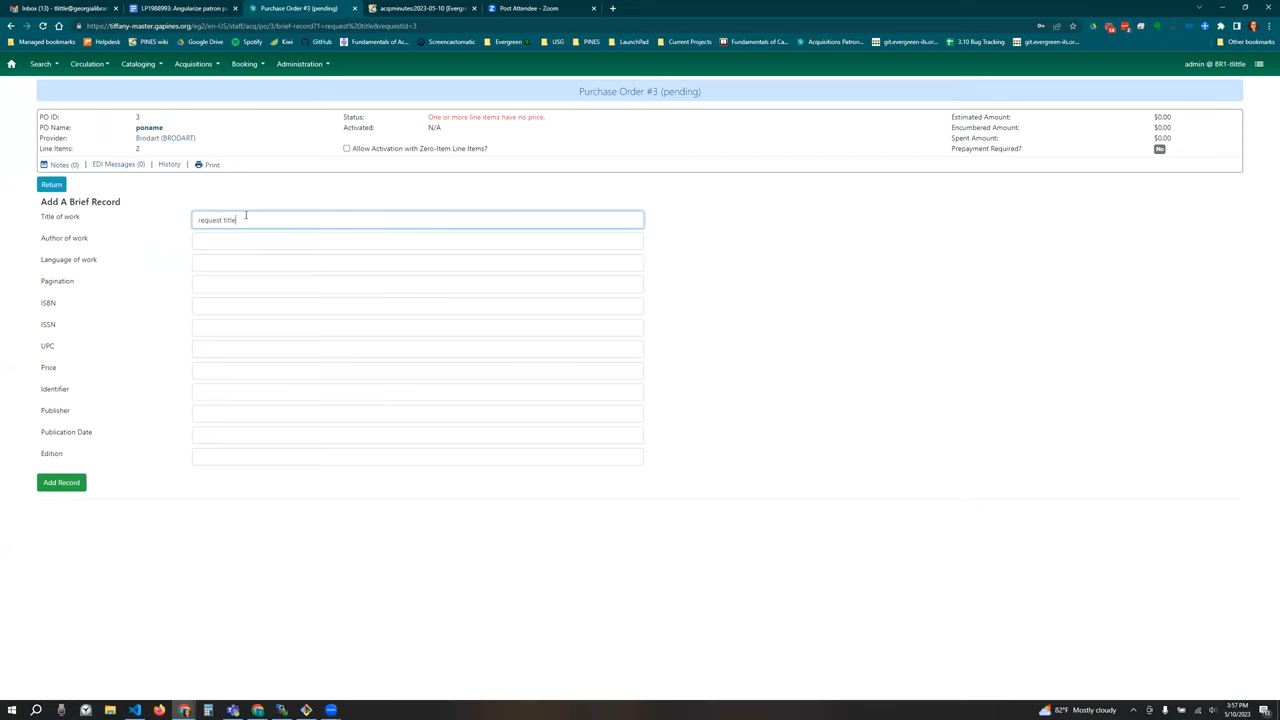 Inbox (13) - tlittle@georgialibrar
LP1988993: Angularize patron p
Purchase Order #3 (pending)
acqminutes:2023-05-10 [Evergre
Post Attendee - Zoom
https://tiffany-master.gapines.org/eg2/en-US/staff/acq/po/3/brief-record?1=request%20title&requestId=3
Managed bookmarks
Helpdesk
PINES wiki
Google Drive
Spotify
Kiwi
GitHub
Fundamentals of Ac...
Screencastomatic
Evergreen
USG
PINES
LaunchPad
Current Projects
Fundamentals of Ca...
Acquisitions Patron...
git.evergreen-ils.or...
3.10 Bug Tracking
git.evergreen-ils.or...
Other bookmarks
Search
Circulation
Cataloging
Acquisitions
Booking
Administration
admin @ BR1-tlittle
Purchase Order #3 (pending)
PO ID: 3 Status: One or more line items have no price. Estimated Amount: $0.00
PO Name: poname Activated: N/A Encumbered Amount: $0.00
Provider: Brodart (BRODART) Spent Amount: $0.00
Line Items: 2 Allow Activation with Zero-Item Line Items? Prepayment Required? No
Notes (0) | EDI Messages (0) | History | Print
Return
Add A Brief Record
Title of work request title
Author of work
Language of work
Pagination
ISBN
ISSN
UPC
Price
Identifier
Publisher
Publication Date
Edition
Add Record
82°F Mostly cloudy
3:57 PM
5/10/2023